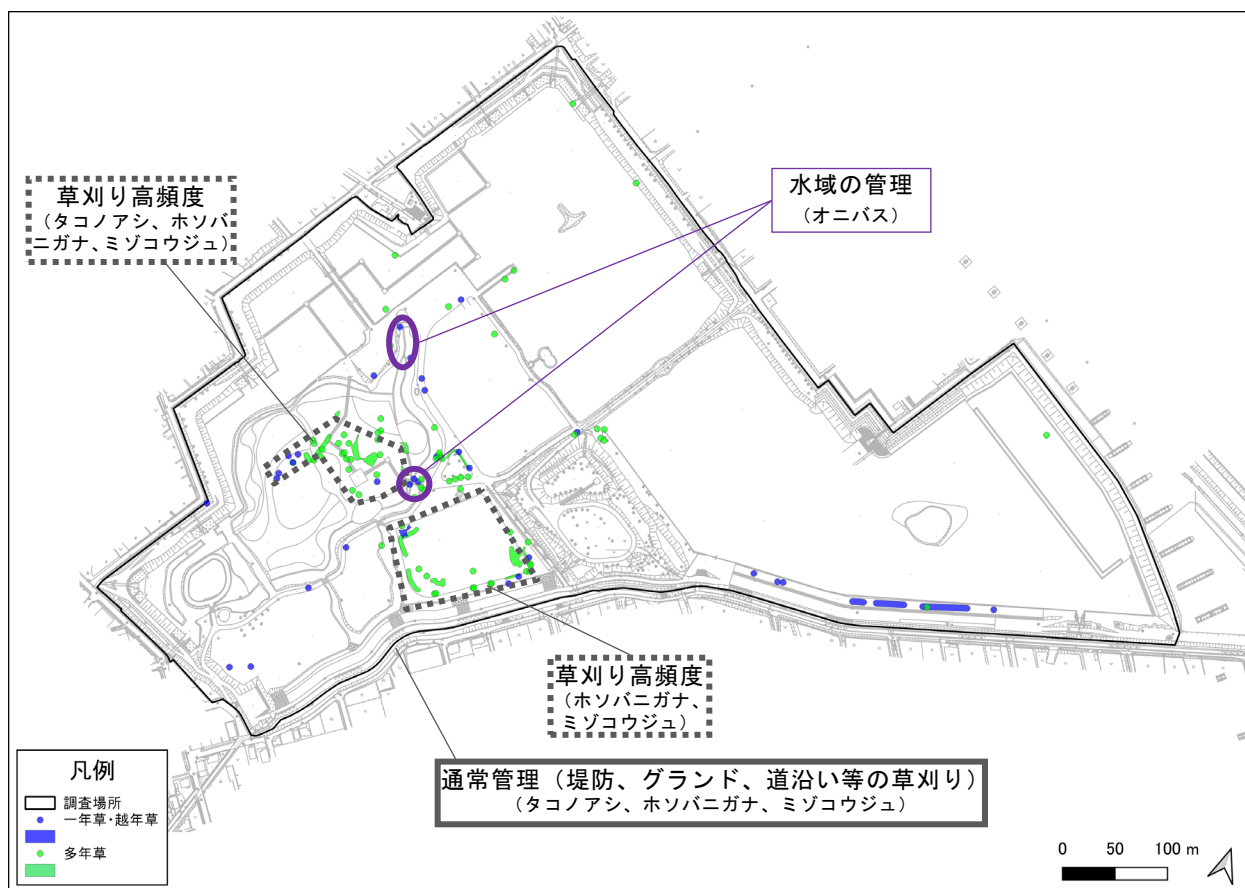 草刈り高頻度
（タコノアシ、ホソバ
ニガナ、ミゾコウジュ）
水域の管理
（オニバス）
草刈り高頻度
（ホソバニガナ、
ミゾコウジュ）
通常管理（堤防、グランド、道沿い等の草刈り）
（タコノアシ、ホソバニガナ、ミゾコウジュ）
凡例
調査場所
一年草・越年草
多年草
0 50 100 m